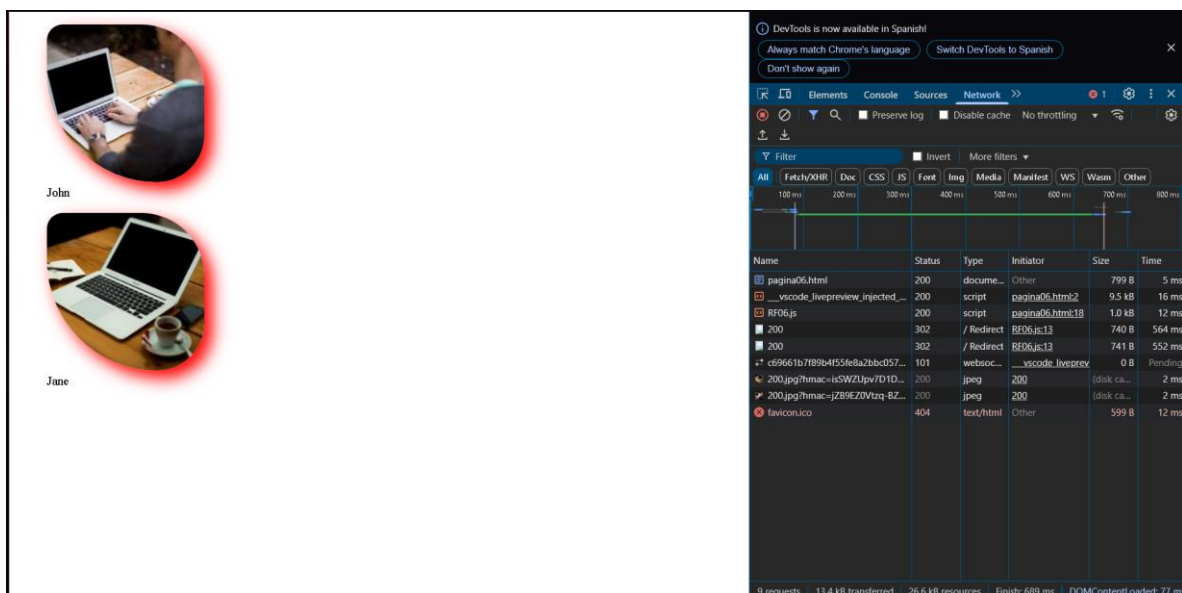 John
Jane
DevTools is now available in Spanish!
Always match Chrome's language Switch DevTools to Spanish
Don't show again
Elements Console Sources Network 1
Preserve log Disable cache No throttling
Filter Invert More filters
All Fetch/XHR Doc CSS JS Font Img Media Manifest WS Wasm Other
100 ms 200 ms 300 ms 400 ms 500 ms 600 ms 700 ms 800 ms
Name Status Type Initiator Size Time
pagina06.html 200 docume... Other 799 B 5 ms
__vscode_livepreview_injected_... 200 script pagina06.html:2 9.5 kB 16 ms
RF06.js 200 script pagina06.html:18 1.0 kB 12 ms
200 302 / Redirect RF06.js:13 740 B 564 ms
200 302 / Redirect RF06.js:13 741 B 552 ms
c69661b7f89b4f55fe8a2bbc057... 101 websoc... __vscode_liveprev 0 B Pending
200.jpg?hmac=isSWZUpv7D1D... 200 jpeg 200 (disk ca... 2 ms
200.jpg?hmac=jZB9EZ0Vtzq-BZ... 200 jpeg 200 (disk ca... 2 ms
favicon.ico 404 text/html Other 599 B 12 ms
9 requests 13.4 kB transferred 26.6 kB resources Finish: 689 ms DOMContentLoaded: 77 ms